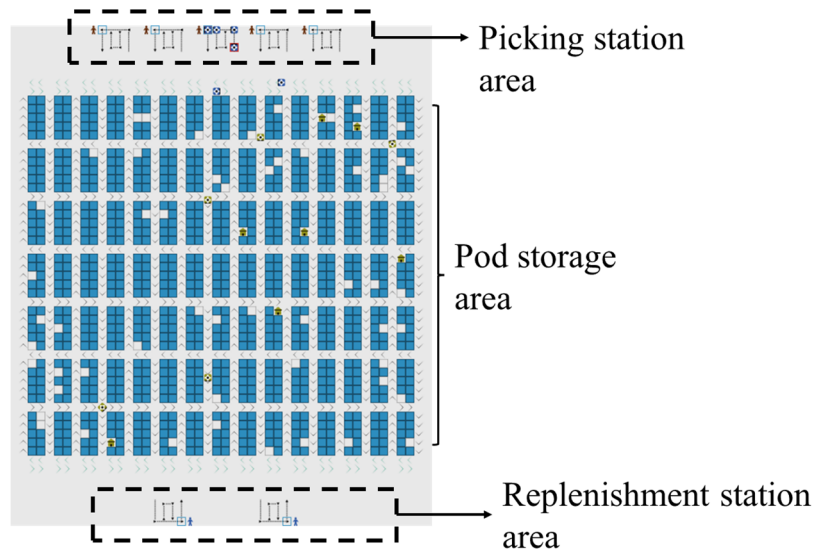 Picking station
area
Pod storage
area
Replenishment station
area